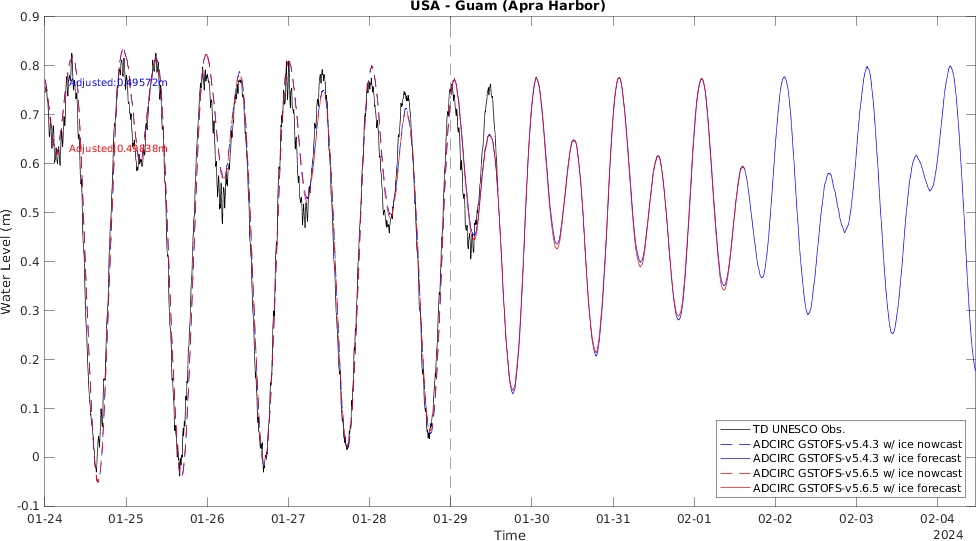 USA - Guam (Apra Harbor)
0.9
0.8
0.7
0.6
0.5
0.4
0.3
0.2
0.1
0
-0.1
Water Level (m)
Adjusted:0.49572m
Adjusted:0.49838m
TD UNESCO Obs.
ADCIRC GSTOFS-v5.4.3 w/ ice nowcast
ADCIRC GSTOFS-v5.4.3 w/ ice forecast
ADCIRC GSTOFS-v5.6.5 w/ ice nowcast
ADCIRC GSTOFS-v5.6.5 w/ ice forecast
01-24 01-25 01-26 01-27 01-28 01-29 01-30 01-31 02-01 02-02 02-03 02-04
Time
2024